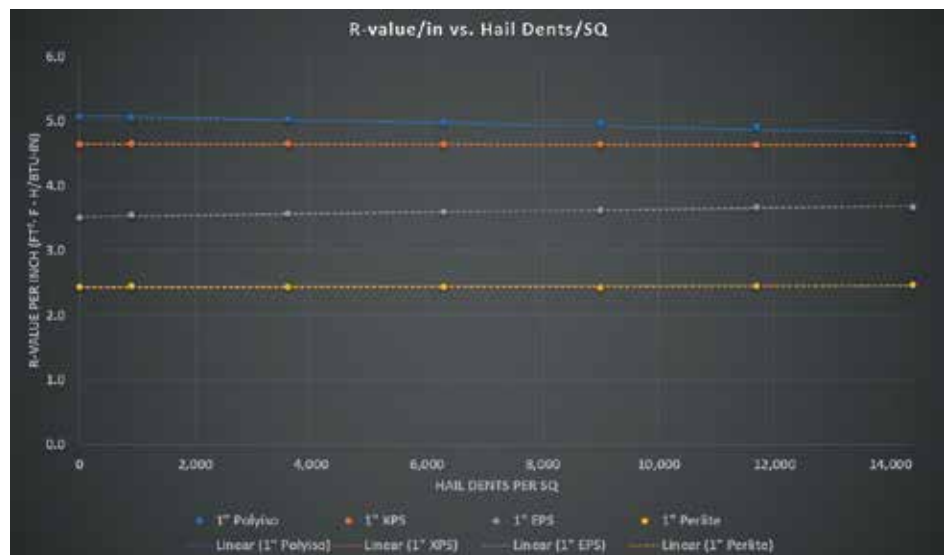 R-value/in vs. Hail Dents/SQ
6.0
5.0
4.0
3.0
2.0
1.0
0.0
R-VALUE PER INCH (FT²· F - H/BTU-IN)
0 2,000 4,000 6,000 8,000 10,000 12,000 14,000
HAIL DENTS PER SQ
1" Polyiso 1" XPS 1" EPS 1" Perlite
Linear (1" Polyiso) Linear (1" XPS) Linear (1" EPS) Linear (1" Perlite)